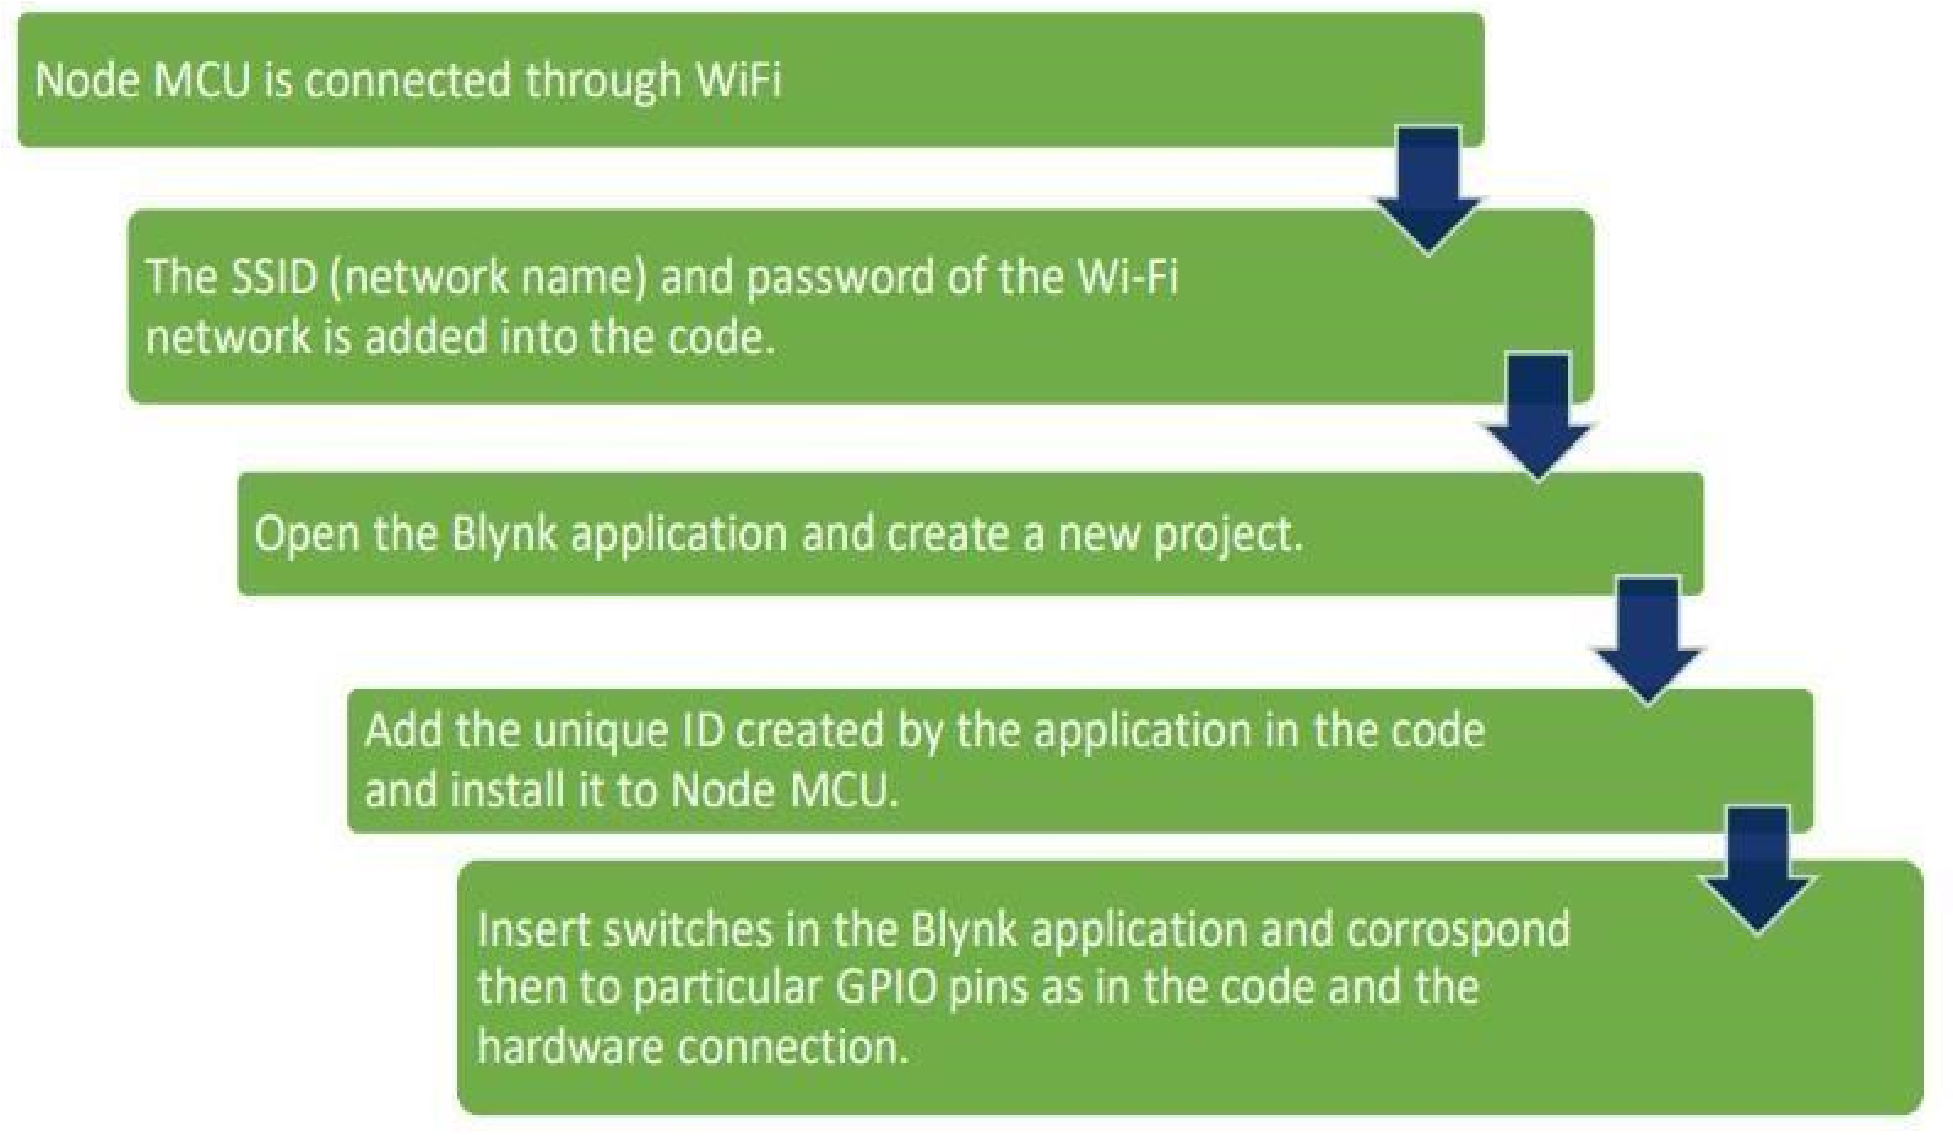 Node MCU is connected through WiFi
The SSID (network name) and password of the Wi-Fi
network is added into the code.
Open the Blynk application and create a new project.
Add the unique ID created by the application in the code
and install it to Node MCU.
Insert switches in the Blynk application and corrospond
then to particular GPIO pins as in the code and the
hardware connection.